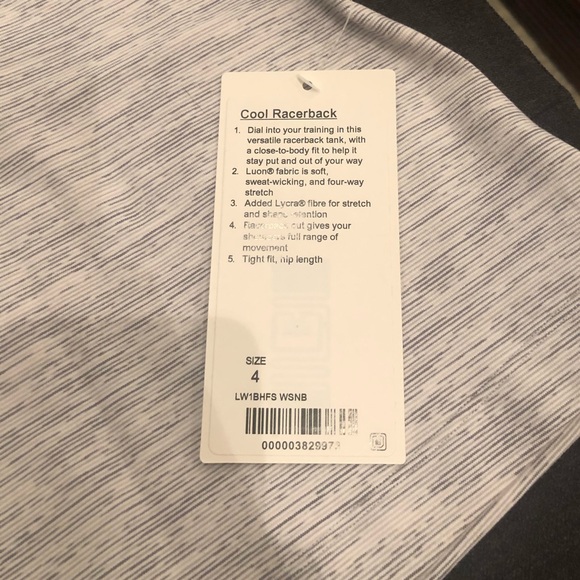 Cool Racerback
1. Dial into your training in this
versatile racerback tank, with
a close-to-body fit to help it
stay put and out of your way
2. Luon® fabric is soft,
sweat-wicking, and four-way
stretch
3. Added Lycra® fibre for stretch
and
4. cut gives your
full range of
movement
5. Tight fit, hip length
SIZE
4
LW1BHFS WSNB